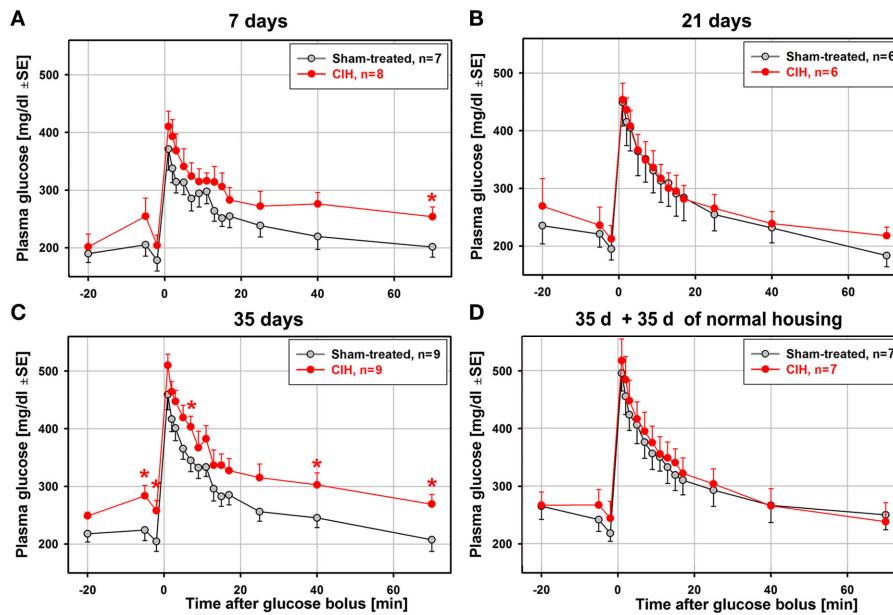 A
7 days
B
21 days
Sham-treated, n=7
CIH, n=8
Sham-treated, n=6
CIH, n=6
Plasma glucose [mg/dl ±SE]
500
400
300
200
*
-20 0 20 40 60
Plasma glucose [mg/dl ±SE]
500
400
300
200
-20 0 20 40 60
C
35 days
D
35 d + 35 d of normal housing
Sham-treated, n=9
CIH, n=9
Sham-treated, n=7
CIH, n=7
Plasma glucose [mg/dl ±SE]
500
400
300
200
* * * * *
-20 0 20 40 60
Time after glucose bolus [min]
Plasma glucose [mg/dl ±SE]
500
400
300
200
-20 0 20 40 60
Time after glucose bolus [min]